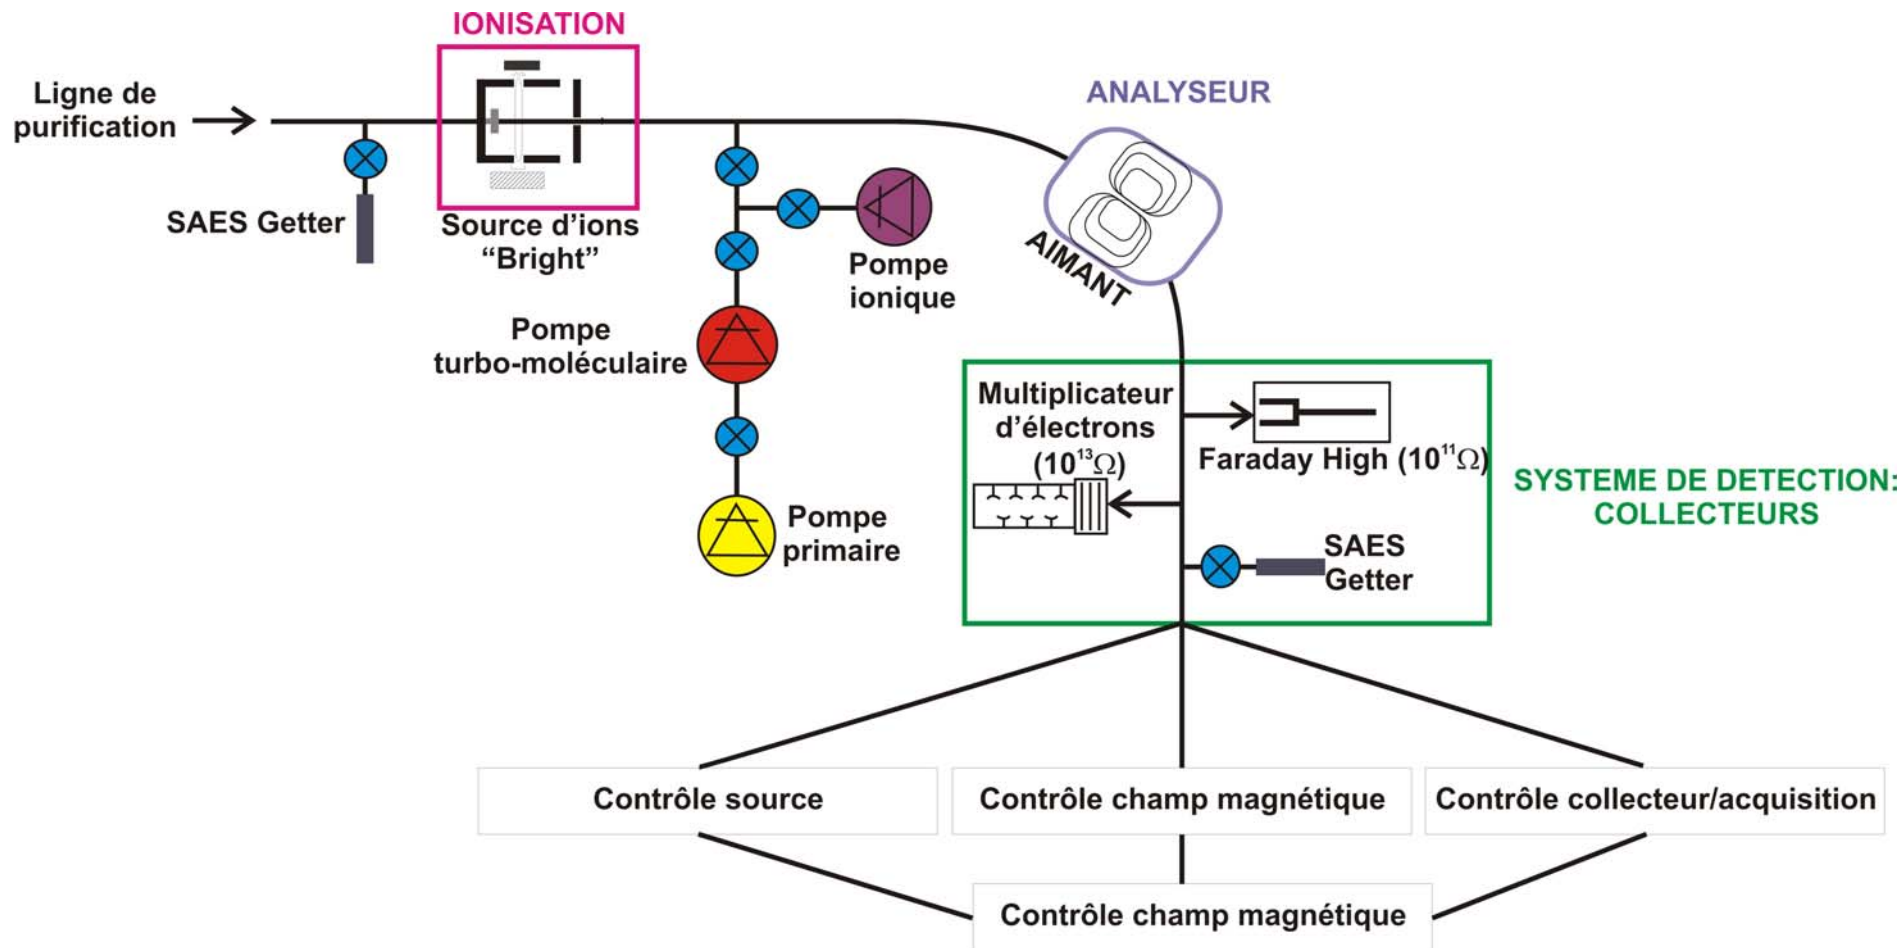 IONISATION
Ligne de
purification
SAES Getter
Source d’ions
“Bright”
ANALYSEUR
AIMANT
Pompe
ionique
Pompe
turbo-moléculaire
Pompe
primaire
Multiplicateur
d’électrons
(10¹³Ω)
Faraday High (10¹¹Ω)
SAES
Getter
SYSTEME DE DETECTION:
COLLECTEURS
Contrôle source
Contrôle champ magnétique
Contrôle collecteur/acquisition
Contrôle champ magnétique